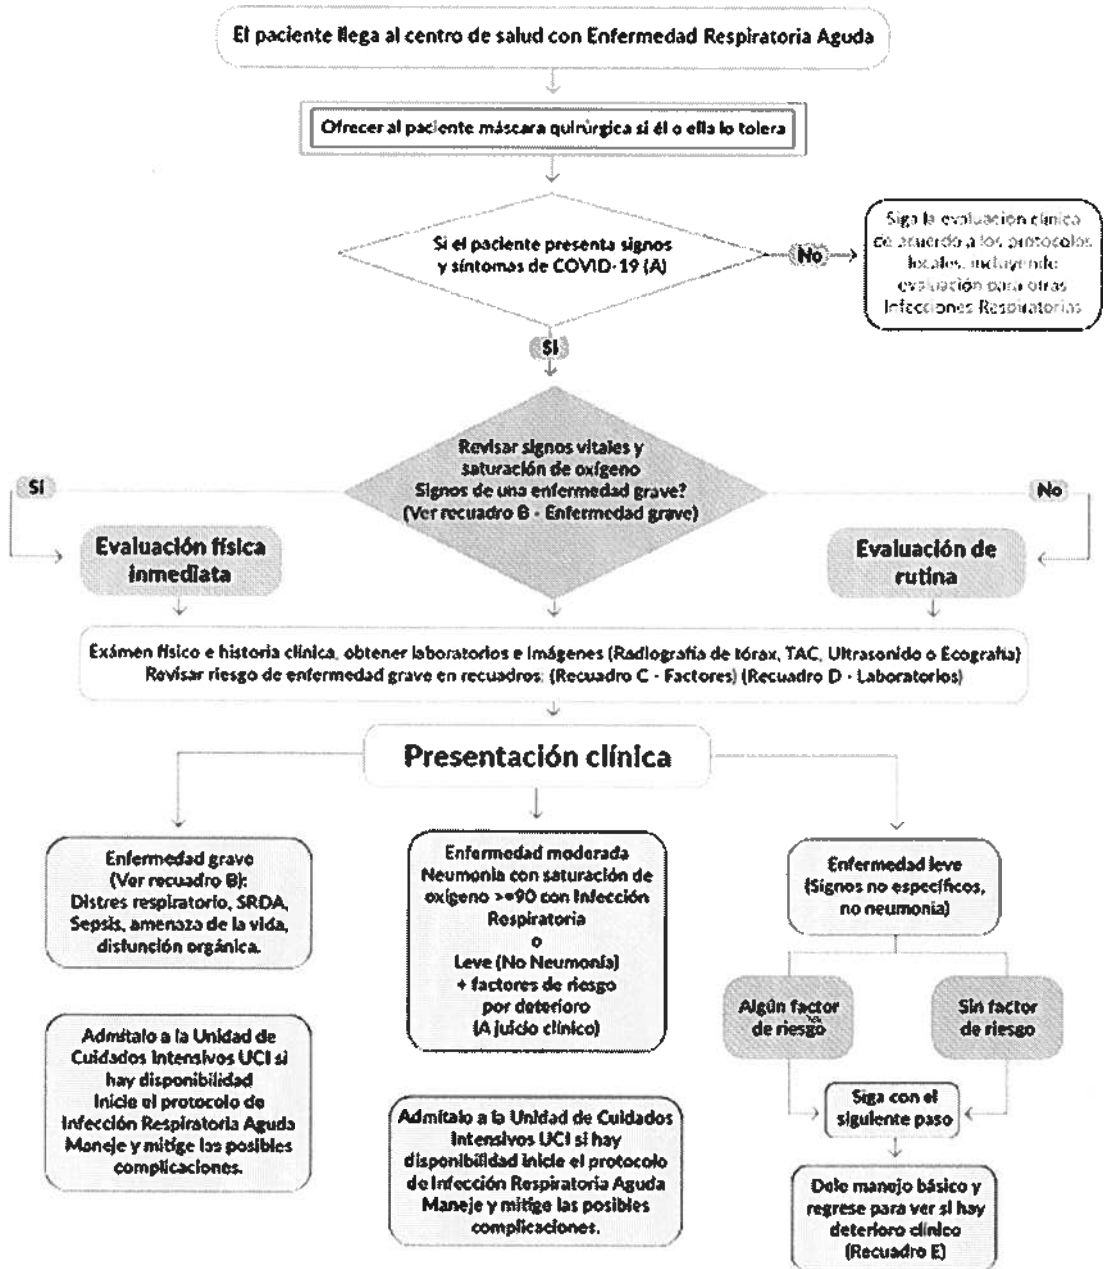 El paciente llega al centro de salud con Enfermedad Respiratoria Aguda
Ofrecer al paciente máscara quirúrgica si él o ella lo tolera
Si el paciente presenta signos
y síntomas de COVID-19 (A)
No
Siga la evaluación clínica
de acuerdo a los protocolos
locales, incluyendo
evaluación para otras
Infecciones Respiratorias
Si
Revisar signos vitales y
saturación de oxígeno
Signos de una enfermedad grave?
(Ver recuadro B - Enfermedad grave)
Si
No
Evaluación física
inmediata
Evaluación de
rutina
Exámen físico e historia clínica, obtener laboratorios e Imágenes (Radiografía de tórax, TAC, Ultrasonido o Ecografía)
Revisar riesgo de enfermedad grave en recuadros: (Recuadro C - Factores) (Recuadro D - Laboratorios)
Presentación clínica
Enfermedad grave
(Ver recuadro B):
Distres respiratorio, SRDA,
Sepsis, amenaza de la vida,
disfunción orgánica.
Admítalo a la Unidad de
Cuidados Intensivos UCI si
hay disponibilidad
Inicie el protocolo de
Infección Respiratoria Aguda
Maneje y mitige las posibles
complicaciones.
Enfermedad moderada
Neumonia con saturación de
oxígeno >=90 con Infección
Respiratoria
o
Leve (No Neumonía)
+ factores de riesgo
por deterioro
(A juicio clínico)
Admítalo a la Unidad de Cuidados
Intensivos UCI si hay
disponibilidad inicie el protocolo
de Infección Respiratoria Aguda
Maneje y mitige las posibles
complicaciones.
Enfermedad leve
(Signos no específicos,
no neumonia)
Algún factor
de riesgo
Sin factor
de riesgo
Siga con el
siguiente paso
Dele manejo básico y
regrese para ver si hay
deterioro clínico
(Recuadro E)